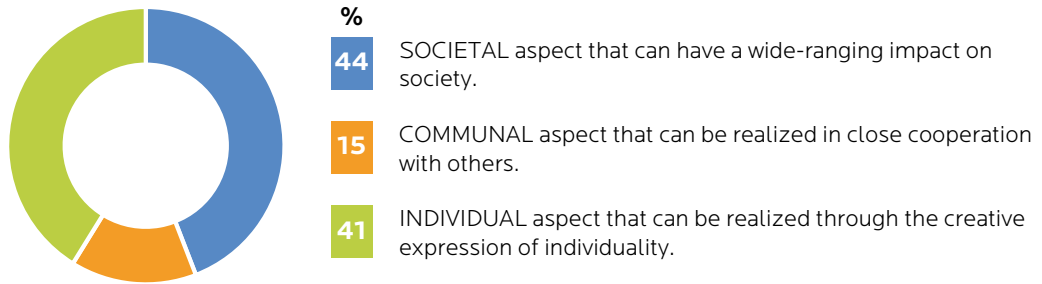 %
44
SOCIETAL aspect that can have a wide-ranging impact on
society.
15
COMMUNAL aspect that can be realized in close cooperation
with others.
41
INDIVIDUAL aspect that can be realized through the creative
expression of individuality.